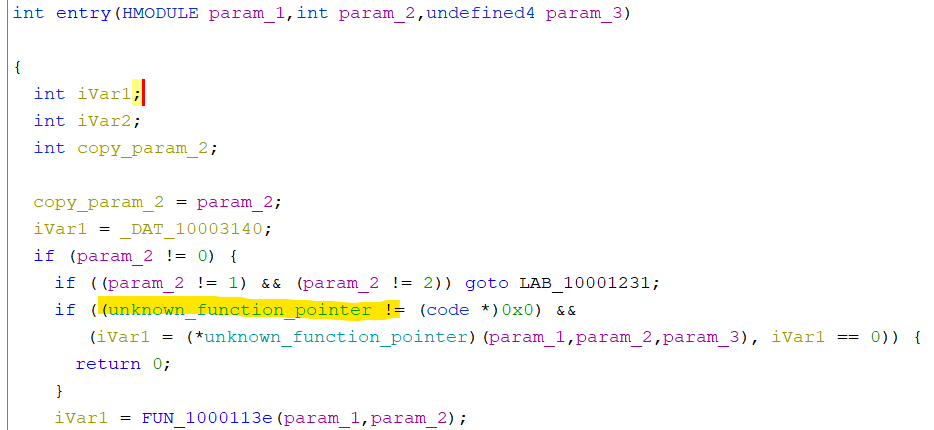 int entry(HMODULE param_1,int param_2,undefined4 param_3)
{
int iVar1;
int iVar2;
int copy_param_2;
copy_param_2 = param_2;
iVar1 = _DAT_10003140;
if (param_2 != 0) {
if ((param_2 != 1) && (param_2 != 2)) goto LAB_10001231;
if ((unknown_function_pointer != (code *)0x0) &&
(iVar1 = (*unknown_function_pointer)(param_1,param_2,param_3), iVar1 == 0)) {
return 0;
}
iVar1 = FUN_1000113e(param_1,param_2);